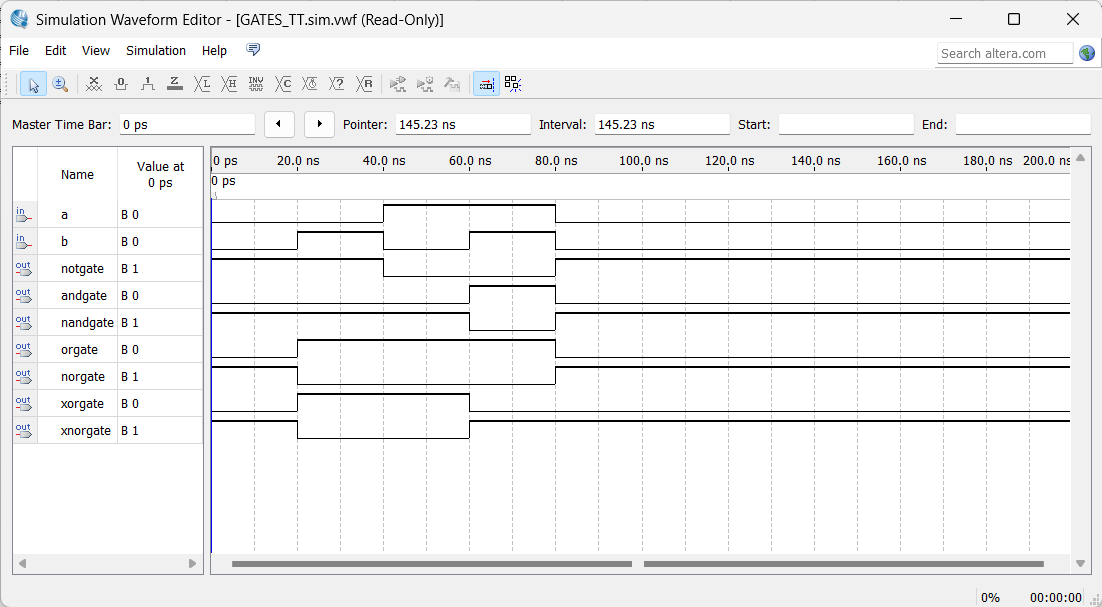 Simulation Waveform Editor - [GATES_TT.sim.vwf (Read-Only)]
File Edit View Simulation Help
Search altera.com
Master Time Bar: 0 ps Pointer: 145.23 ns Interval: 145.23 ns Start: End:
Name Value at 0 ps
0 ps 20.0 ns 40.0 ns 60.0 ns 80.0 ns 100.0 ns 120.0 ns 140.0 ns 160.0 ns 180.0 ns 200.0 ns
0 ps
in a B 0
in b B 0
out notgate B 1
out andgate B 0
out nandgate B 1
out orgate B 0
out norgate B 1
out xorgate B 0
out xnorgate B 1
0% 00:00:00